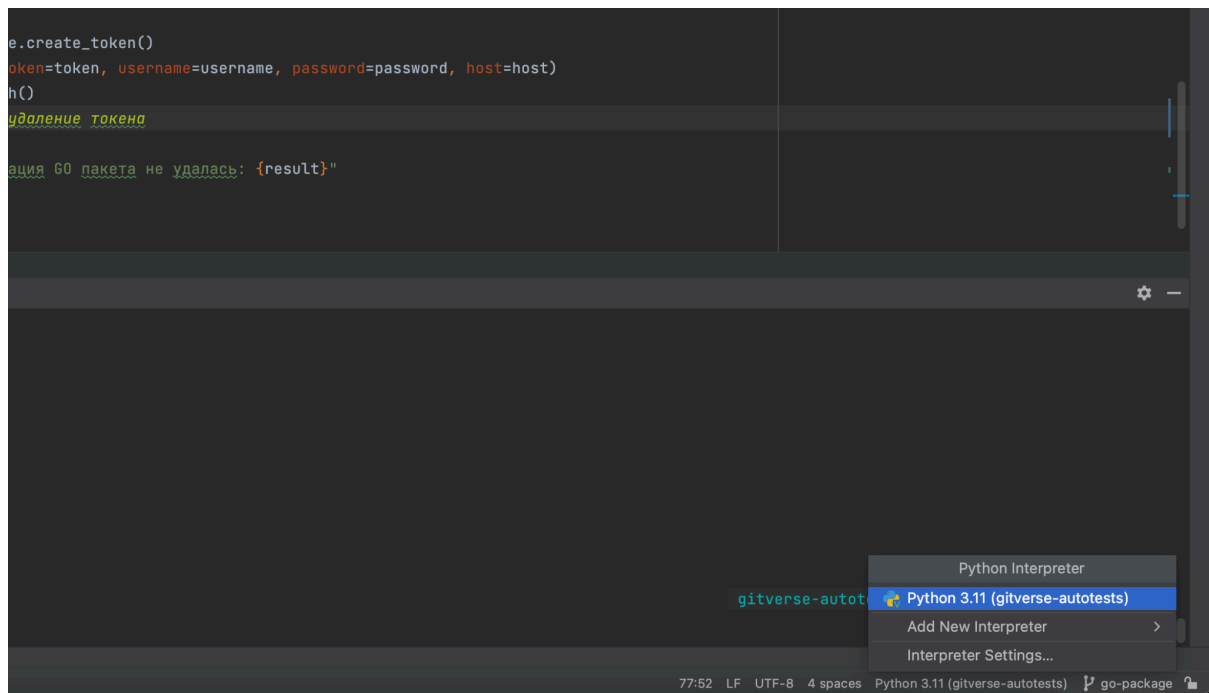 e.create_token()
oken=token, username=username, password=password, host=host)
h()
удаление токена
ация GO пакета не удалась: {result}"
Python Interpreter
gitverse-autot
Python 3.11 (gitverse-autotests)
Add New Interpreter
Interpreter Settings...
77:52 LF UTF-8 4 spaces Python 3.11 (gitverse-autotests) go-package